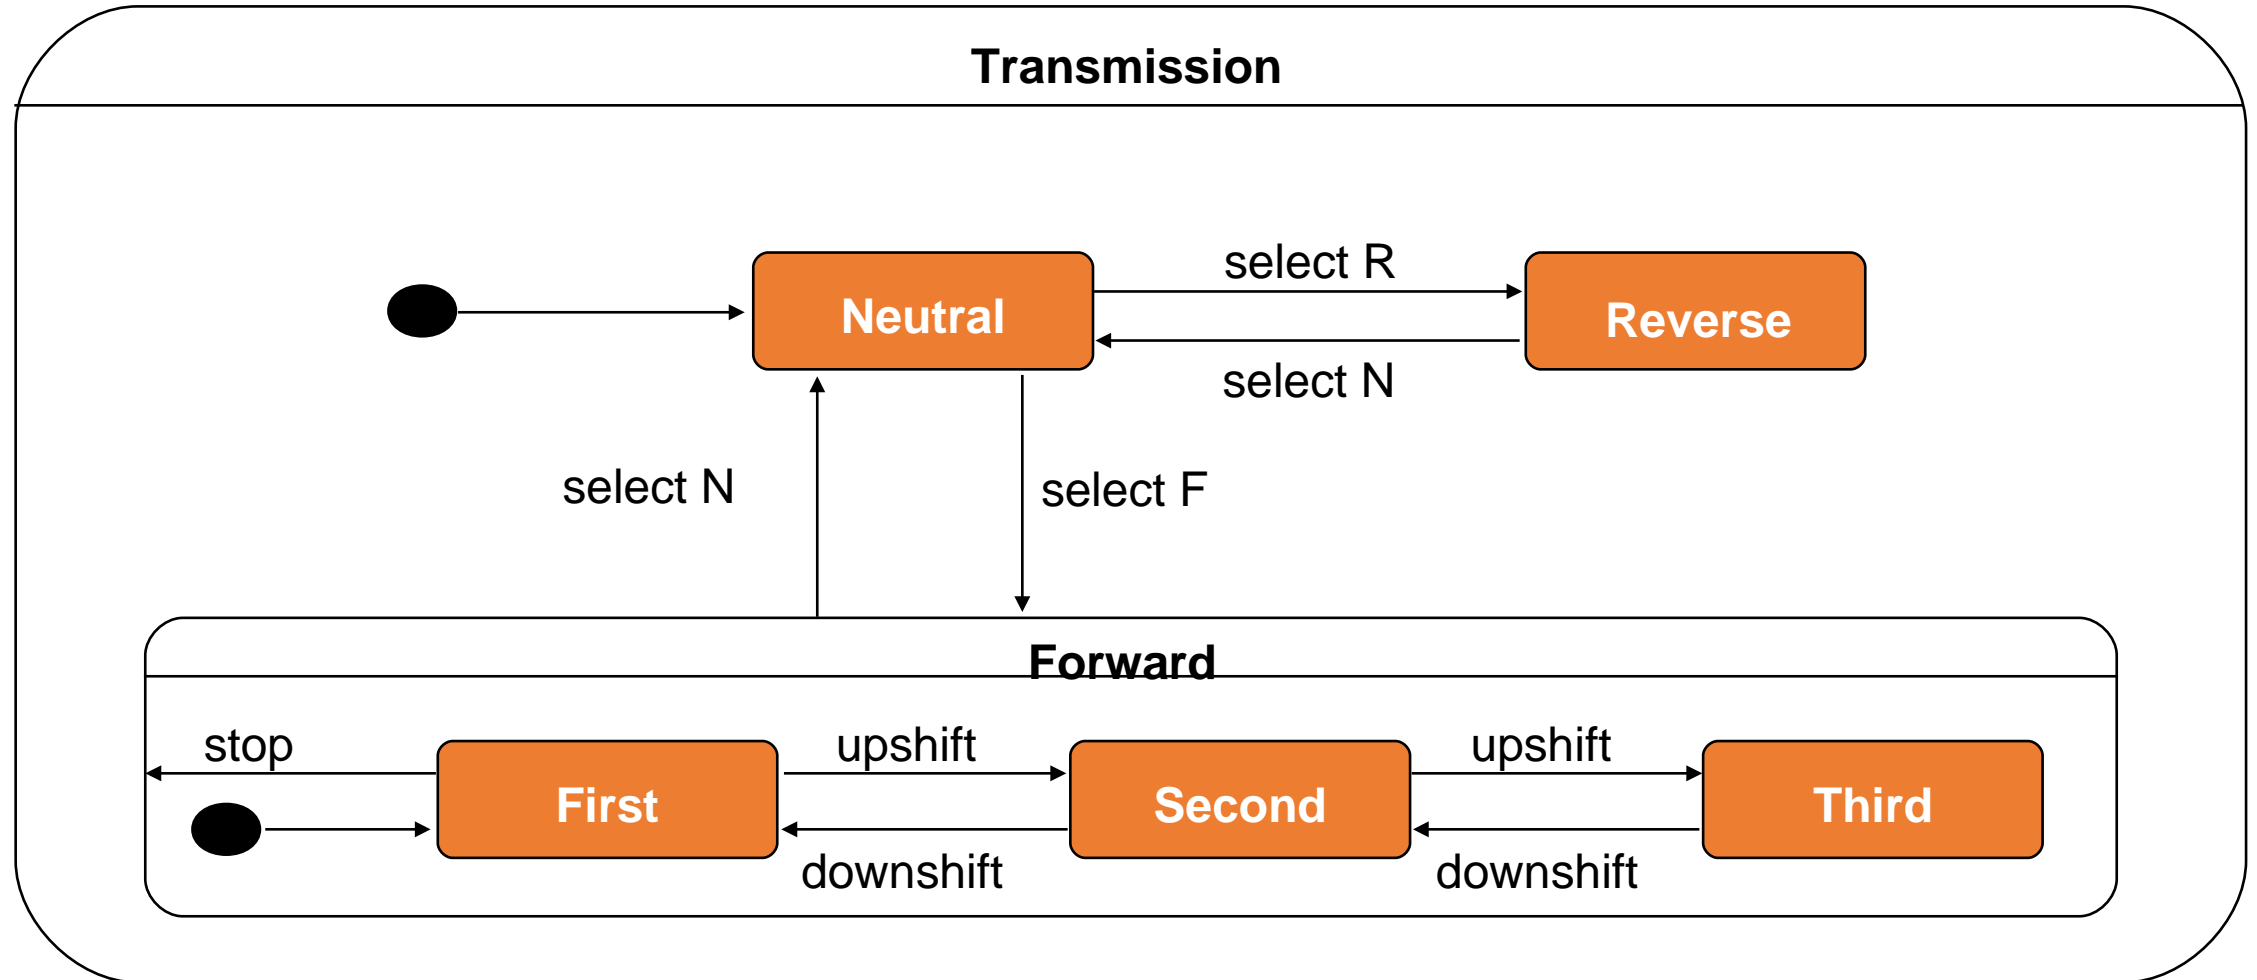 Transmission
select R
Neutral
Reverse
select N
select N
select F
Forward
stop
upshift
upshift
First
Second
Third
downshift
downshift